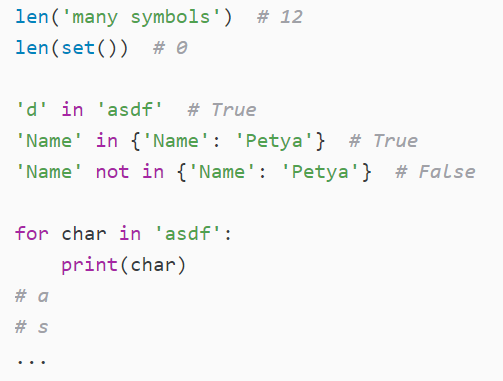 len('many symbols')  # 12
len(set())  # 0

'd' in 'asdf'  # True
'Name' in {'Name': 'Petya'}  # True
'Name' not in {'Name': 'Petya'}  # False

for char in 'asdf':
    print(char)
# a
# s
...